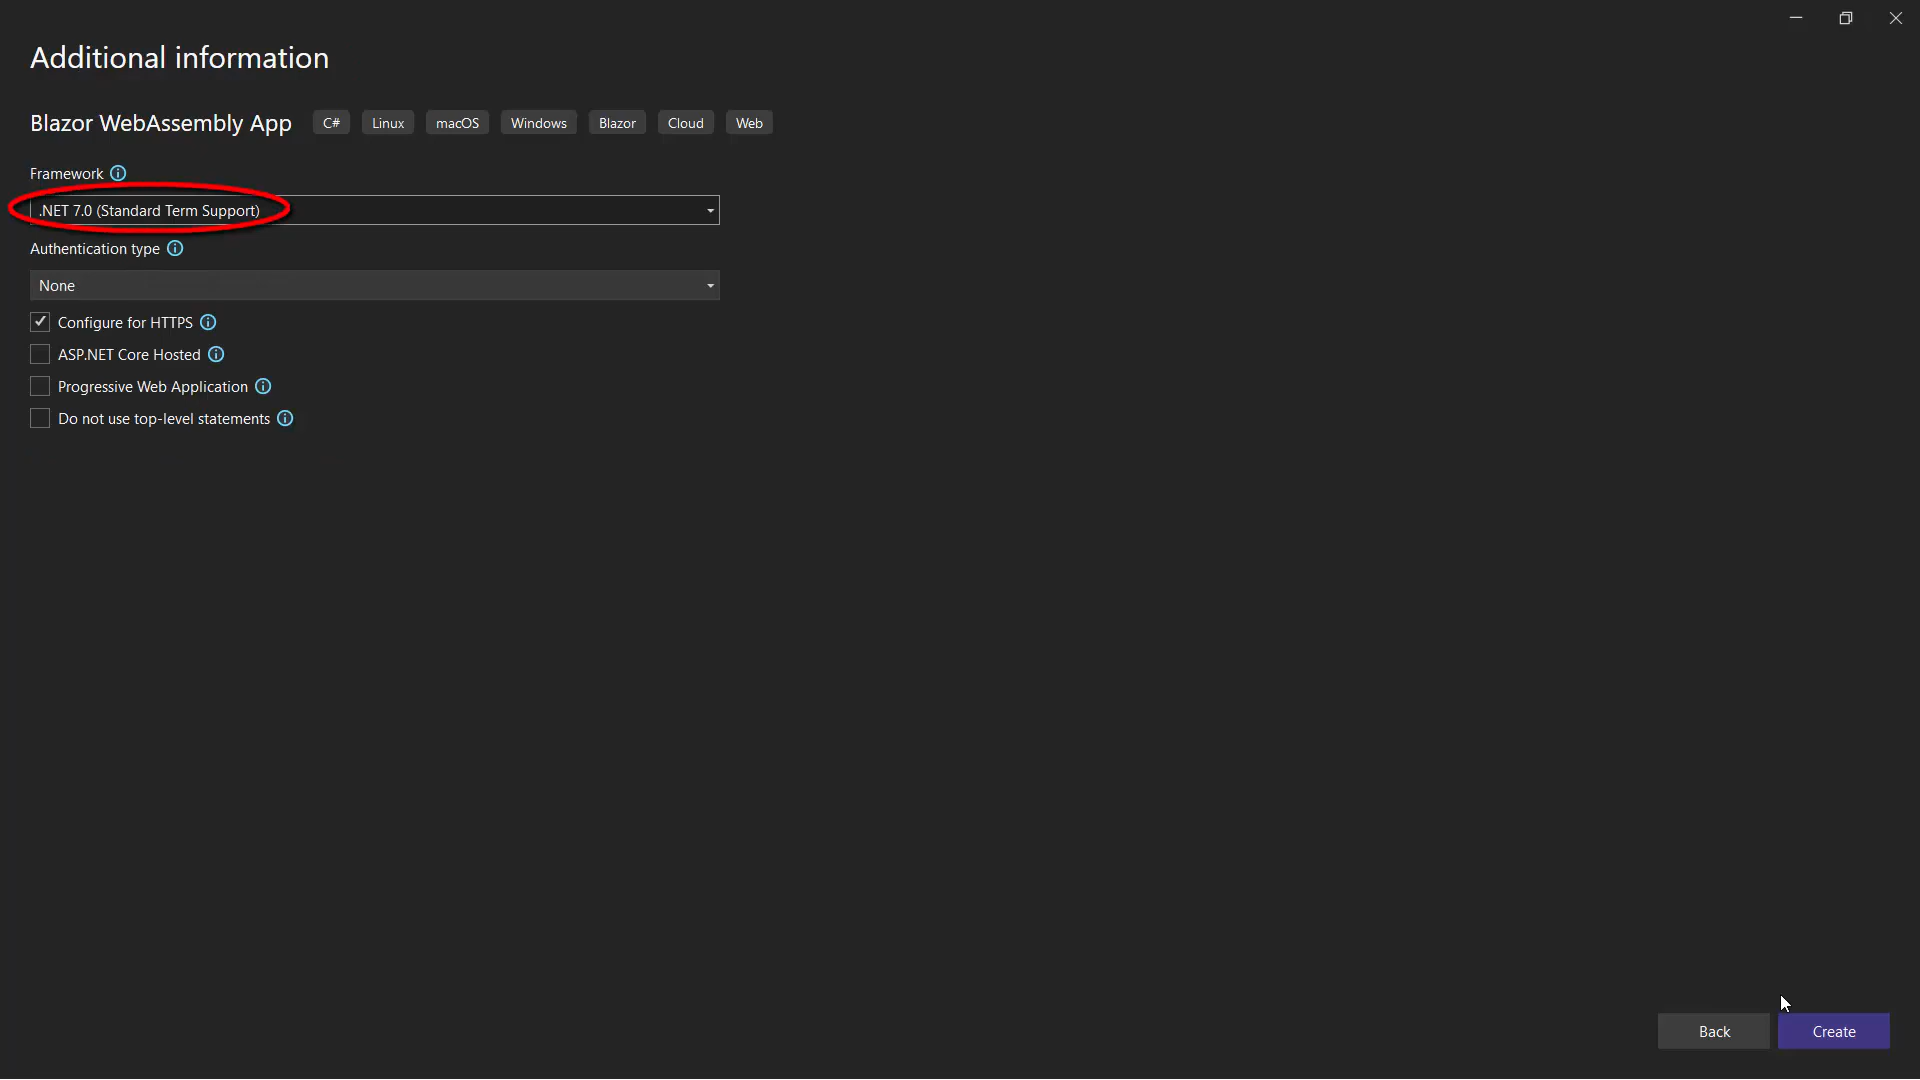 Additional information
Blazor WebAssembly App C# Linux macOS Windows Blazor Cloud Web
Framework
.NET 7.0 (Standard Term Support)
Authentication type
None
Configure for HTTPS
ASP.NET Core Hosted
Progressive Web Application
Do not use top-level statements
Back Create